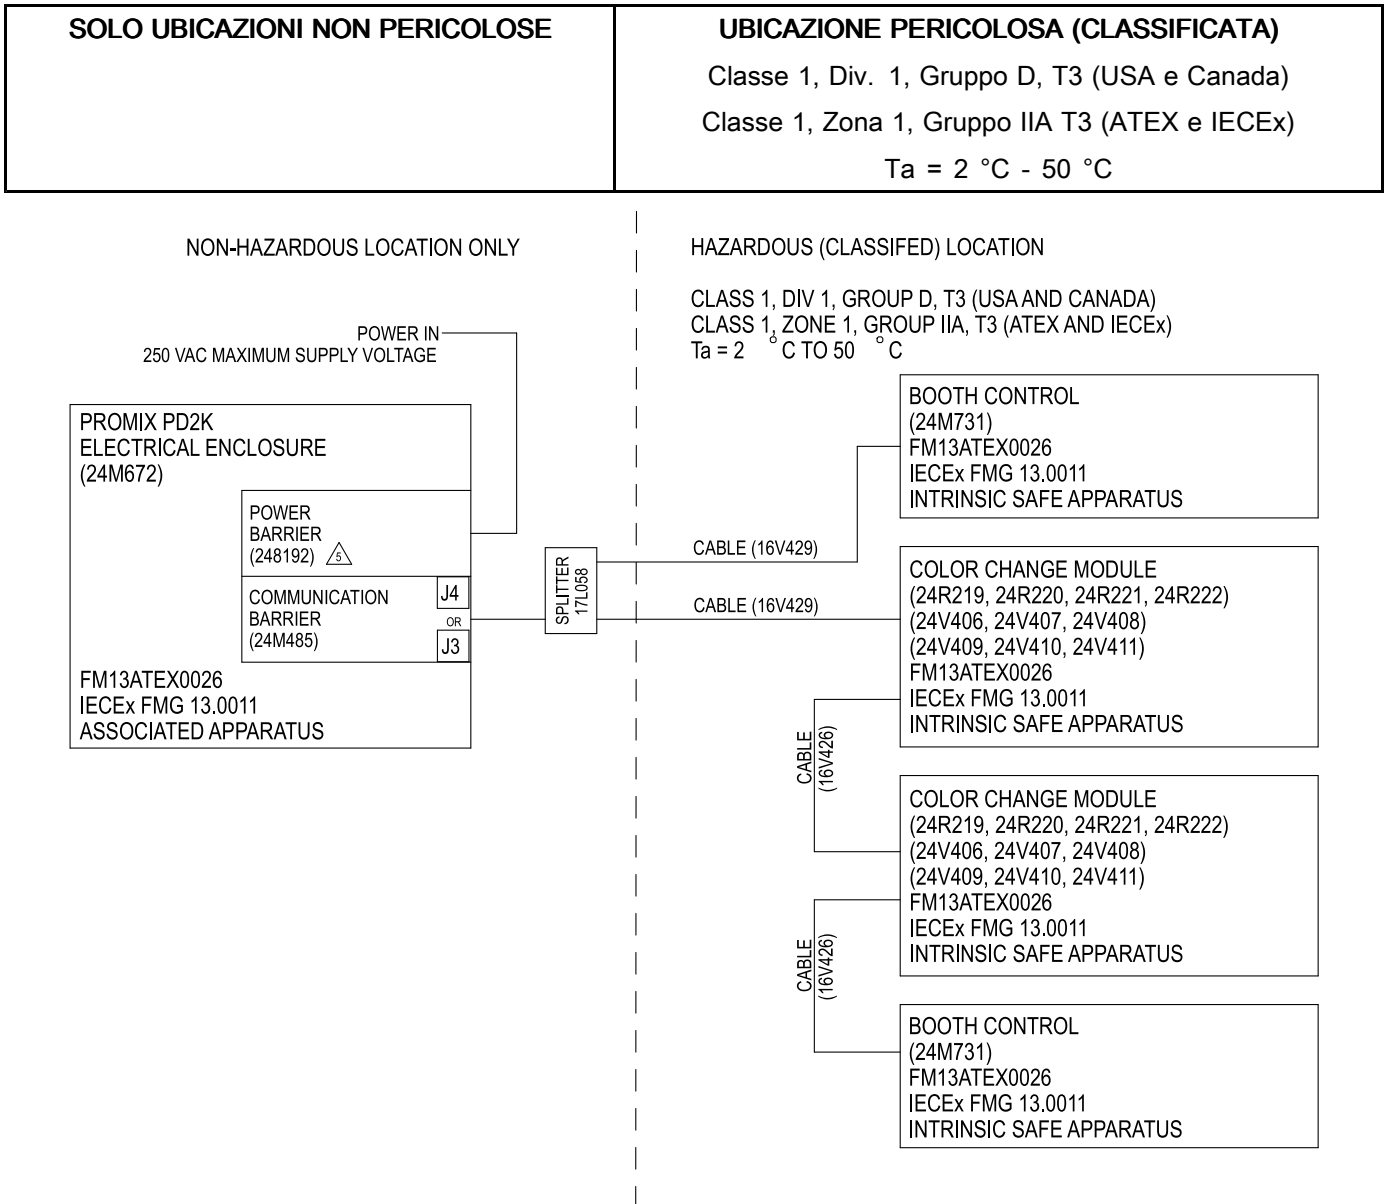 SOLO UBICAZIONI NON PERICOLOSE
UBICAZIONE PERICOLOSA (CLASSIFICATA)
Classe 1, Div. 1, Gruppo D, T3 (USA e Canada)
Classe 1, Zona 1, Gruppo IIA T3 (ATEX e IECEx)
Ta = 2 °C - 50 °C
NON-HAZARDOUS LOCATION ONLY
HAZARDOUS (CLASSIFED) LOCATION
CLASS 1, DIV 1, GROUP D, T3 (USA AND CANADA)
CLASS 1, ZONE 1, GROUP IIA, T3 (ATEX AND IECEx)
Ta = 2 °C TO 50 °C
POWER IN
250 VAC MAXIMUM SUPPLY VOLTAGE
PROMIX PD2K
ELECTRICAL ENCLOSURE
(24M672)
POWER
BARRIER
(248192) 5
COMMUNICATION
BARRIER
(24M485)
J4
OR
J3
FM13ATEX0026
IECEx FMG 13.0011
ASSOCIATED APPARATUS
SPLITTER
17L058
CABLE (16V429)
CABLE (16V429)
BOOTH CONTROL
(24M731)
FM13ATEX0026
IECEx FMG 13.0011
INTRINSIC SAFE APPARATUS
COLOR CHANGE MODULE
(24R219, 24R220, 24R221, 24R222)
(24V406, 24V407, 24V408)
(24V409, 24V410, 24V411)
FM13ATEX0026
IECEx FMG 13.0011
INTRINSIC SAFE APPARATUS
CABLE
(16V426)
COLOR CHANGE MODULE
(24R219, 24R220, 24R221, 24R222)
(24V406, 24V407, 24V408)
(24V409, 24V410, 24V411)
FM13ATEX0026
IECEx FMG 13.0011
INTRINSIC SAFE APPARATUS
CABLE
(16V426)
BOOTH CONTROL
(24M731)
FM13ATEX0026
IECEx FMG 13.0011
INTRINSIC SAFE APPARATUS